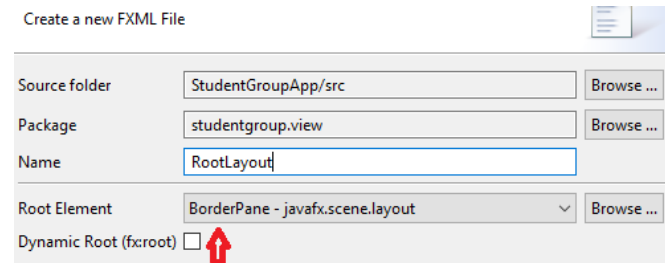 Create a new FXML File
Source folder StudentGroupApp/src Browse ...
Package studentgroup.view Browse ...
Name RootLayout
Root Element BorderPane - javafx.scene.layout Browse ...
Dynamic Root (fx:root)